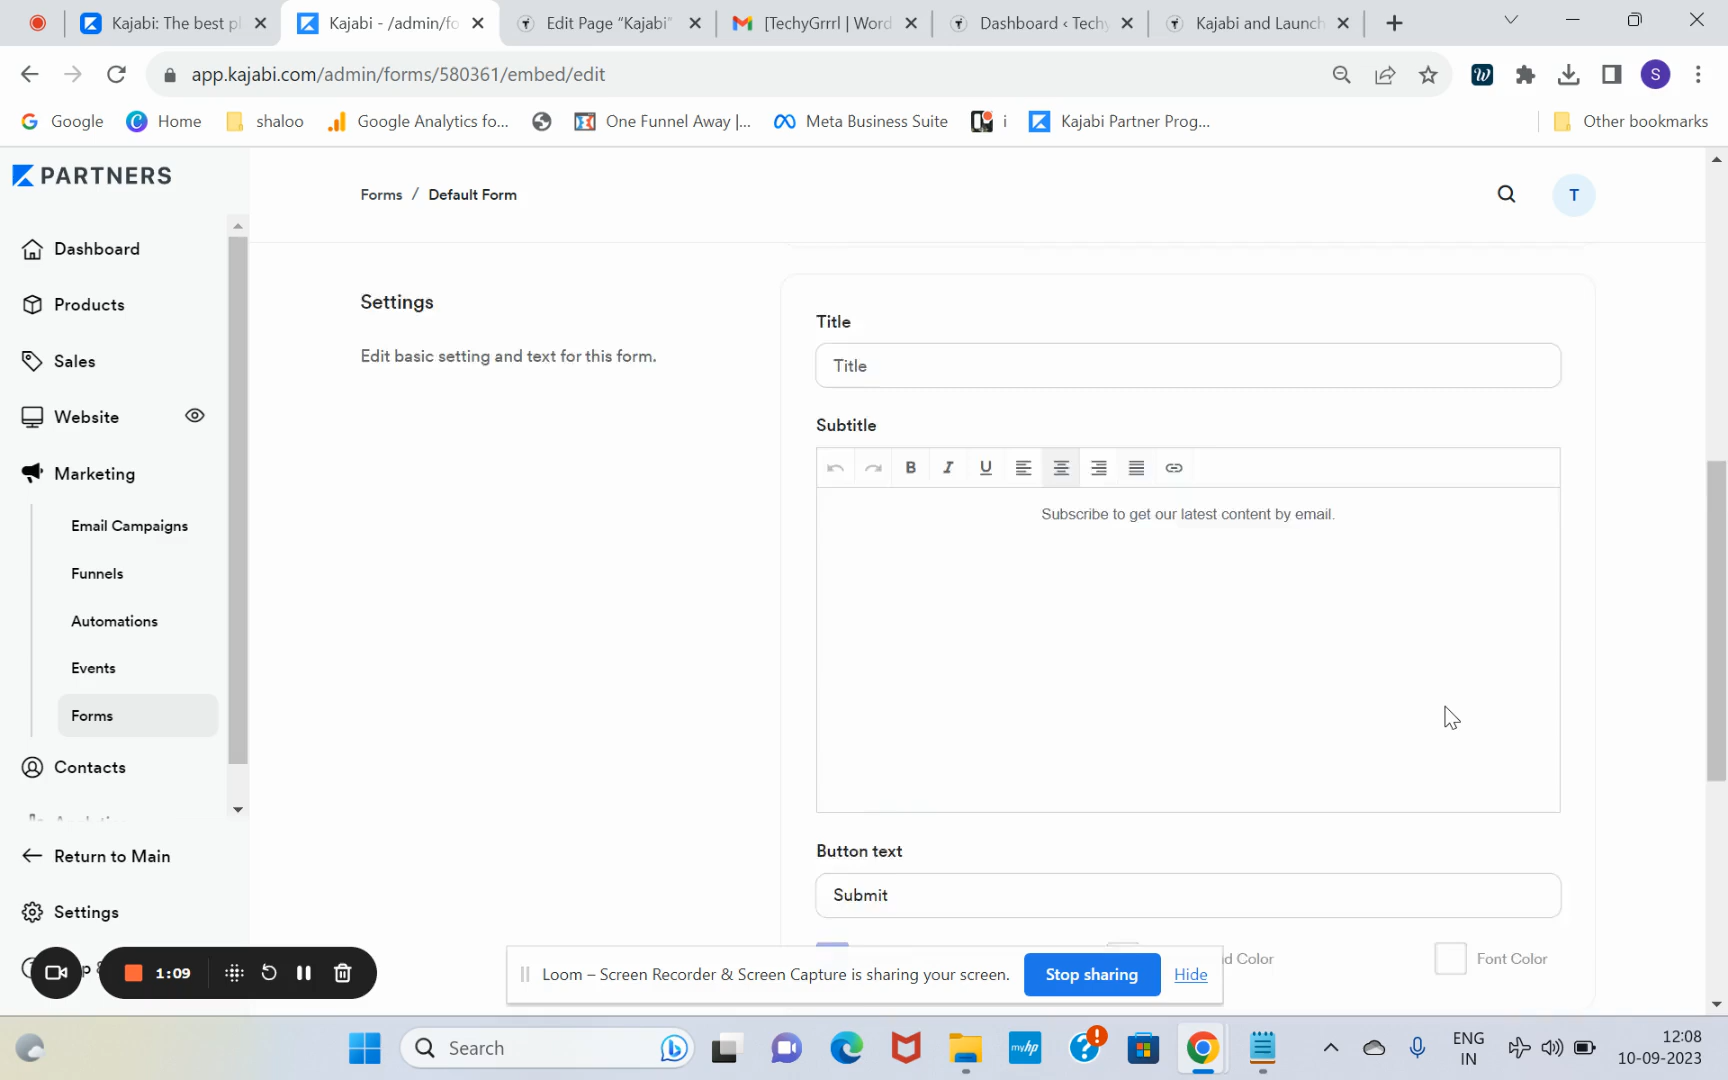 Kajabi: The best pl
Kajabi - /admin/fo
Edit Page “Kajabi”
[TechyGrrrl | Word
Dashboard ‹ Techy
Kajabi and Launch
app.kajabi.com/admin/forms/580361/embed/edit
S
Google
Home
shaloo
Google Analytics fo...
One Funnel Away |...
Meta Business Suite
i
Kajabi Partner Prog...
Other bookmarks
PARTNERS
Forms / Default Form
T
Dashboard
Products
Sales
Website
Marketing
Email Campaigns
Funnels
Automations
Events
Forms
Contacts
Return to Main
Settings
Settings
Edit basic setting and text for this form.
Title
Title
Subtitle
B I U
Subscribe to get our latest content by email.
Button text
Submit
d Color
Font Color
1:09
Loom – Screen Recorder & Screen Capture is sharing your screen.
Stop sharing
Hide
Search
myhp
ENG
IN
12:08
10-09-2023